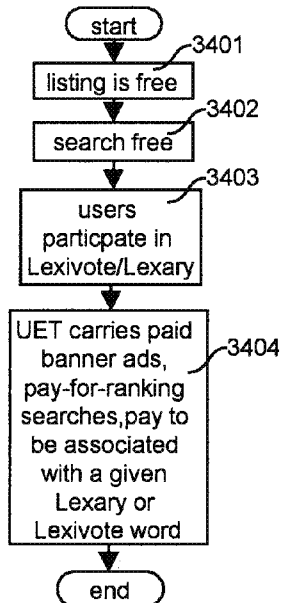 start
3401
listing is free
3402
search free
3403
users
particpate in
Lexivote/Lexary
UET carries paid
banner ads,
pay-for-ranking
searches,pay to
be associated
with a given
Lexary or
Lexivote word
3404
end